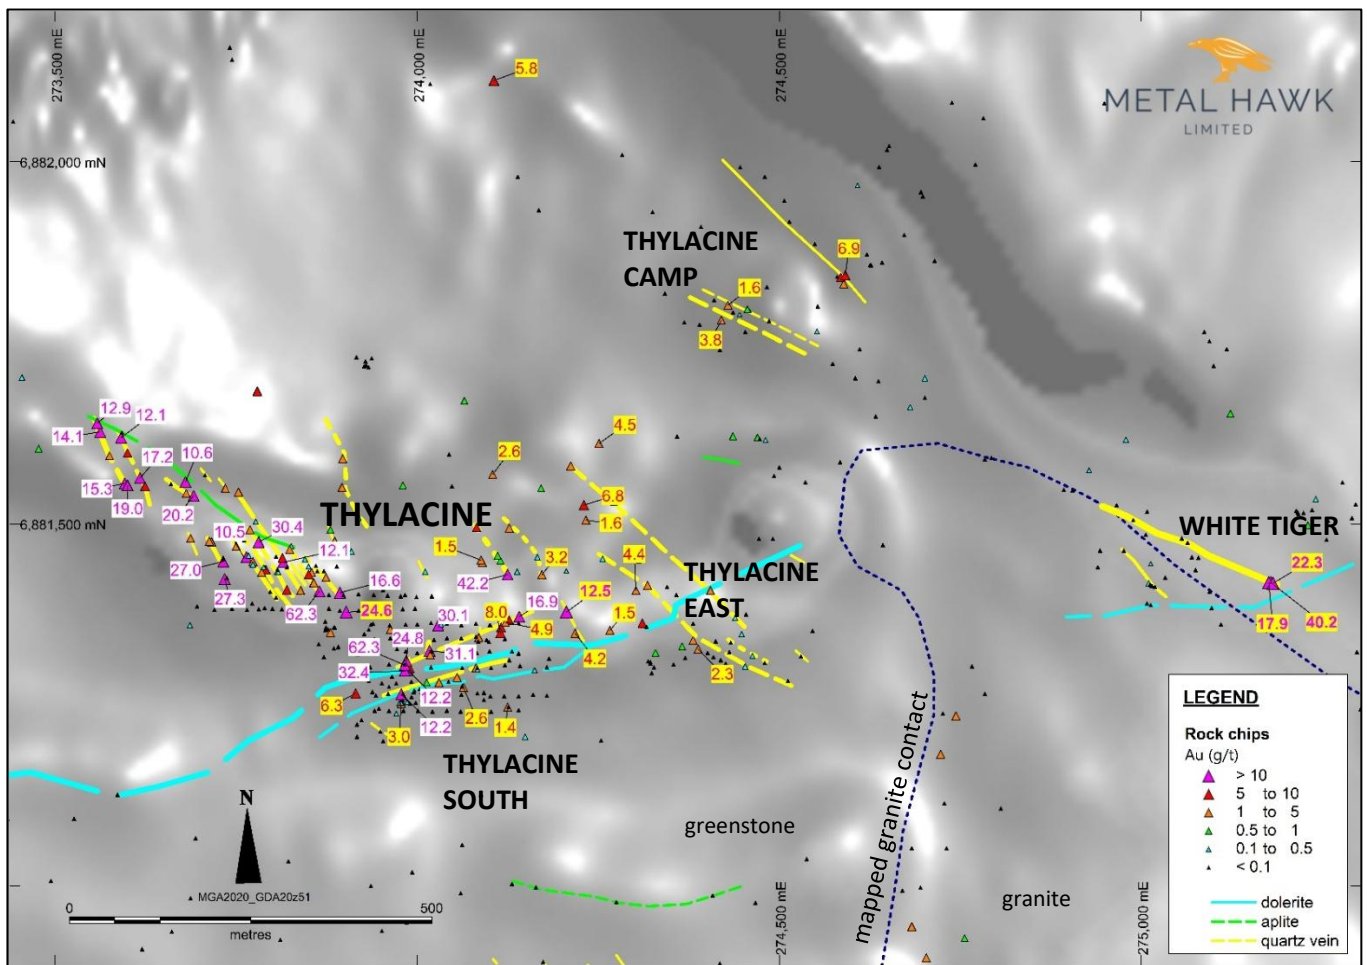 273,500 mE
274,000 mE
274,500 mE
METAL HAWK
LIMITED
5.8
6,882,000 mN
THYLACINE
CAMP
6.9
1.6
3.8
12.9
12.1
14.1
17.2
10.6
15.3
19.0
20.2
4.5
2.6
6.8
1.6
6,881,500 mN
THYLACINE
WHITE TIGER
10.5
30.4
12.1
27.0
27.3
62.3
16.6
24.6
1.5
42.2
3.2
4.4
THYLACINE
EAST
22.3
17.9
40.2
8.0
16.9
12.5
1.5
30.1
4.9
24.8
62.3
31.1
32.4
4.2
2.3
12.2
12.2
6.3
3.0
2.6
1.4
THYLACINE
SOUTH
N
greenstone
mapped granite contact
granite
MGA2020_GDA20z51
0
500
metres
274,500 mE
275,000 mE
LEGEND
Rock chips
Au (g/t)
> 10
5 to 10
1 to 5
0.5 to 1
0.1 to 0.5
< 0.1
dolerite
aplite
quartz vein